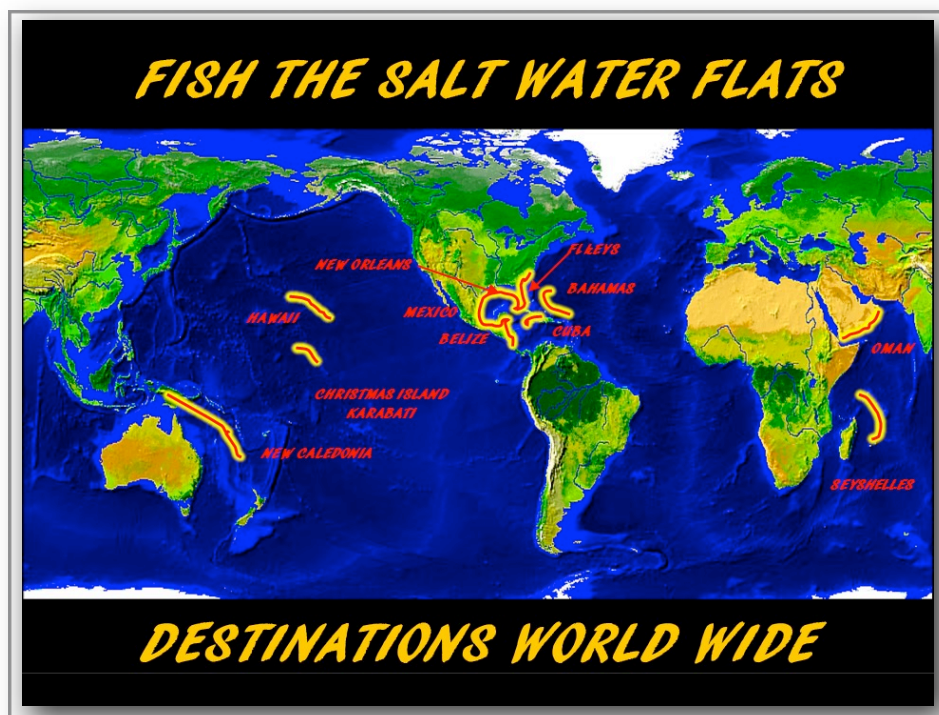 FISH THE SALT WATER FLATS
FL KEYS
NEW ORLEANS
BAHAMAS
MEXICO
HAWAII
BELIZE
CUBA
OMAN
CHRISTMAS ISLAND
KARABATI
NEW CALEDONIA
SEYSHELLES
DESTINATIONS WORLD WIDE